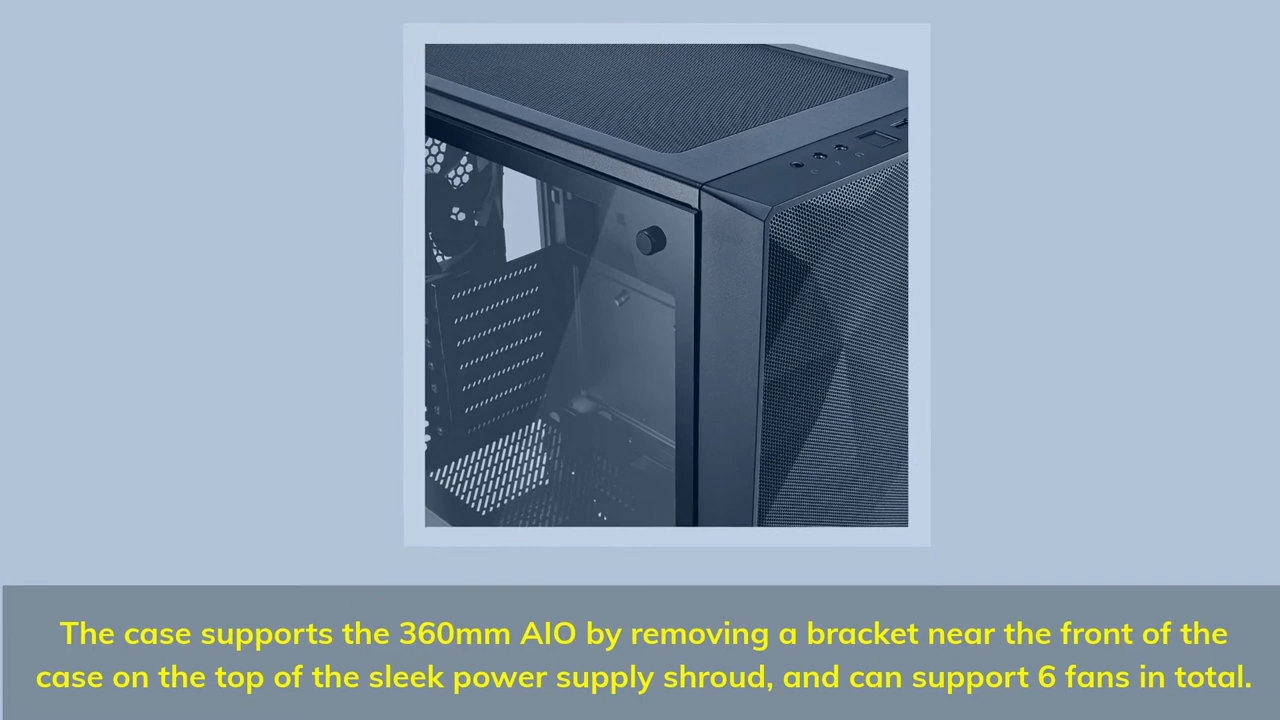 The case supports the 360mm AIO by removing a bracket near the front of the
case on the top of the sleek power supply shroud, and can support 6 fans in total.